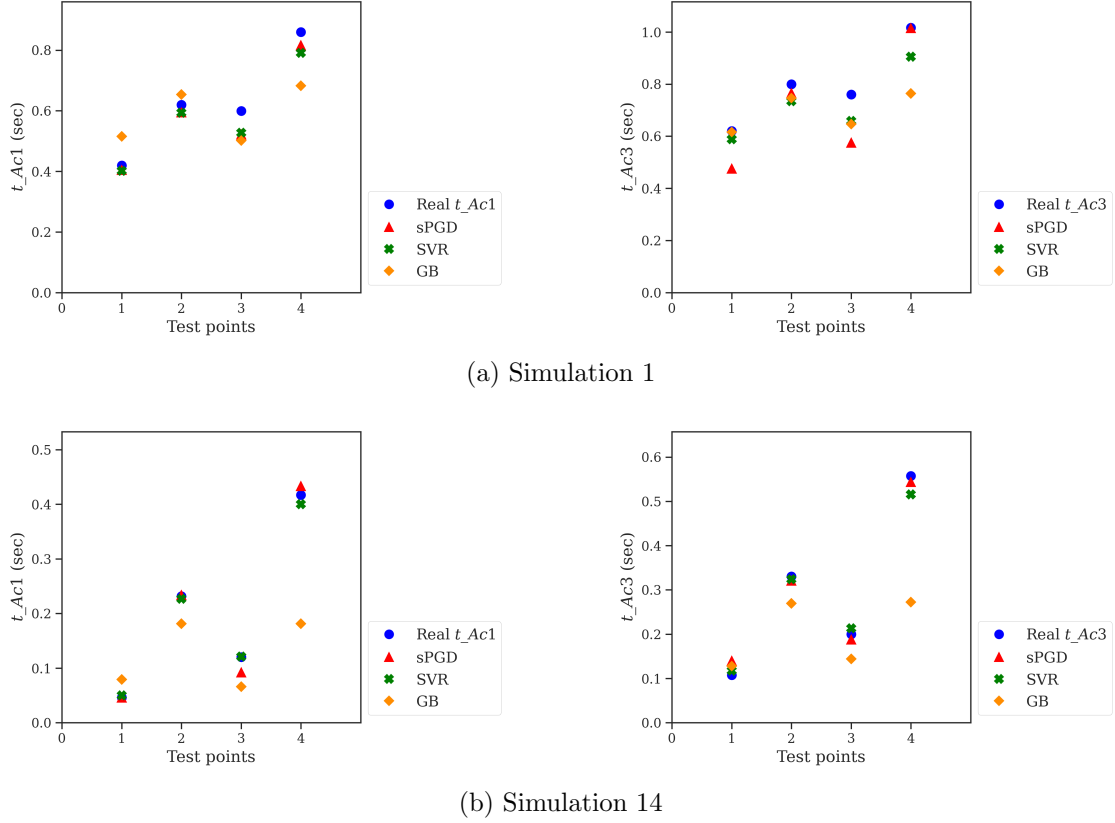 0.8
0.6
0.4
0.2
0.0
t_Ac1 (sec)
0 1 2 3 4
Test points
Real t_Ac1
sPGD
SVR
GB
1.0
0.8
0.6
0.4
0.2
0.0
t_Ac3 (sec)
0 1 2 3 4
Test points
Real t_Ac3
sPGD
SVR
GB
(a) Simulation 1
0.5
0.4
0.3
0.2
0.1
0.0
t_Ac1 (sec)
0 1 2 3 4
Test points
Real t_Ac1
sPGD
SVR
GB
0.6
0.5
0.4
0.3
0.2
0.1
0.0
t_Ac3 (sec)
0 1 2 3 4
Test points
Real t_Ac3
sPGD
SVR
GB
(b) Simulation 14